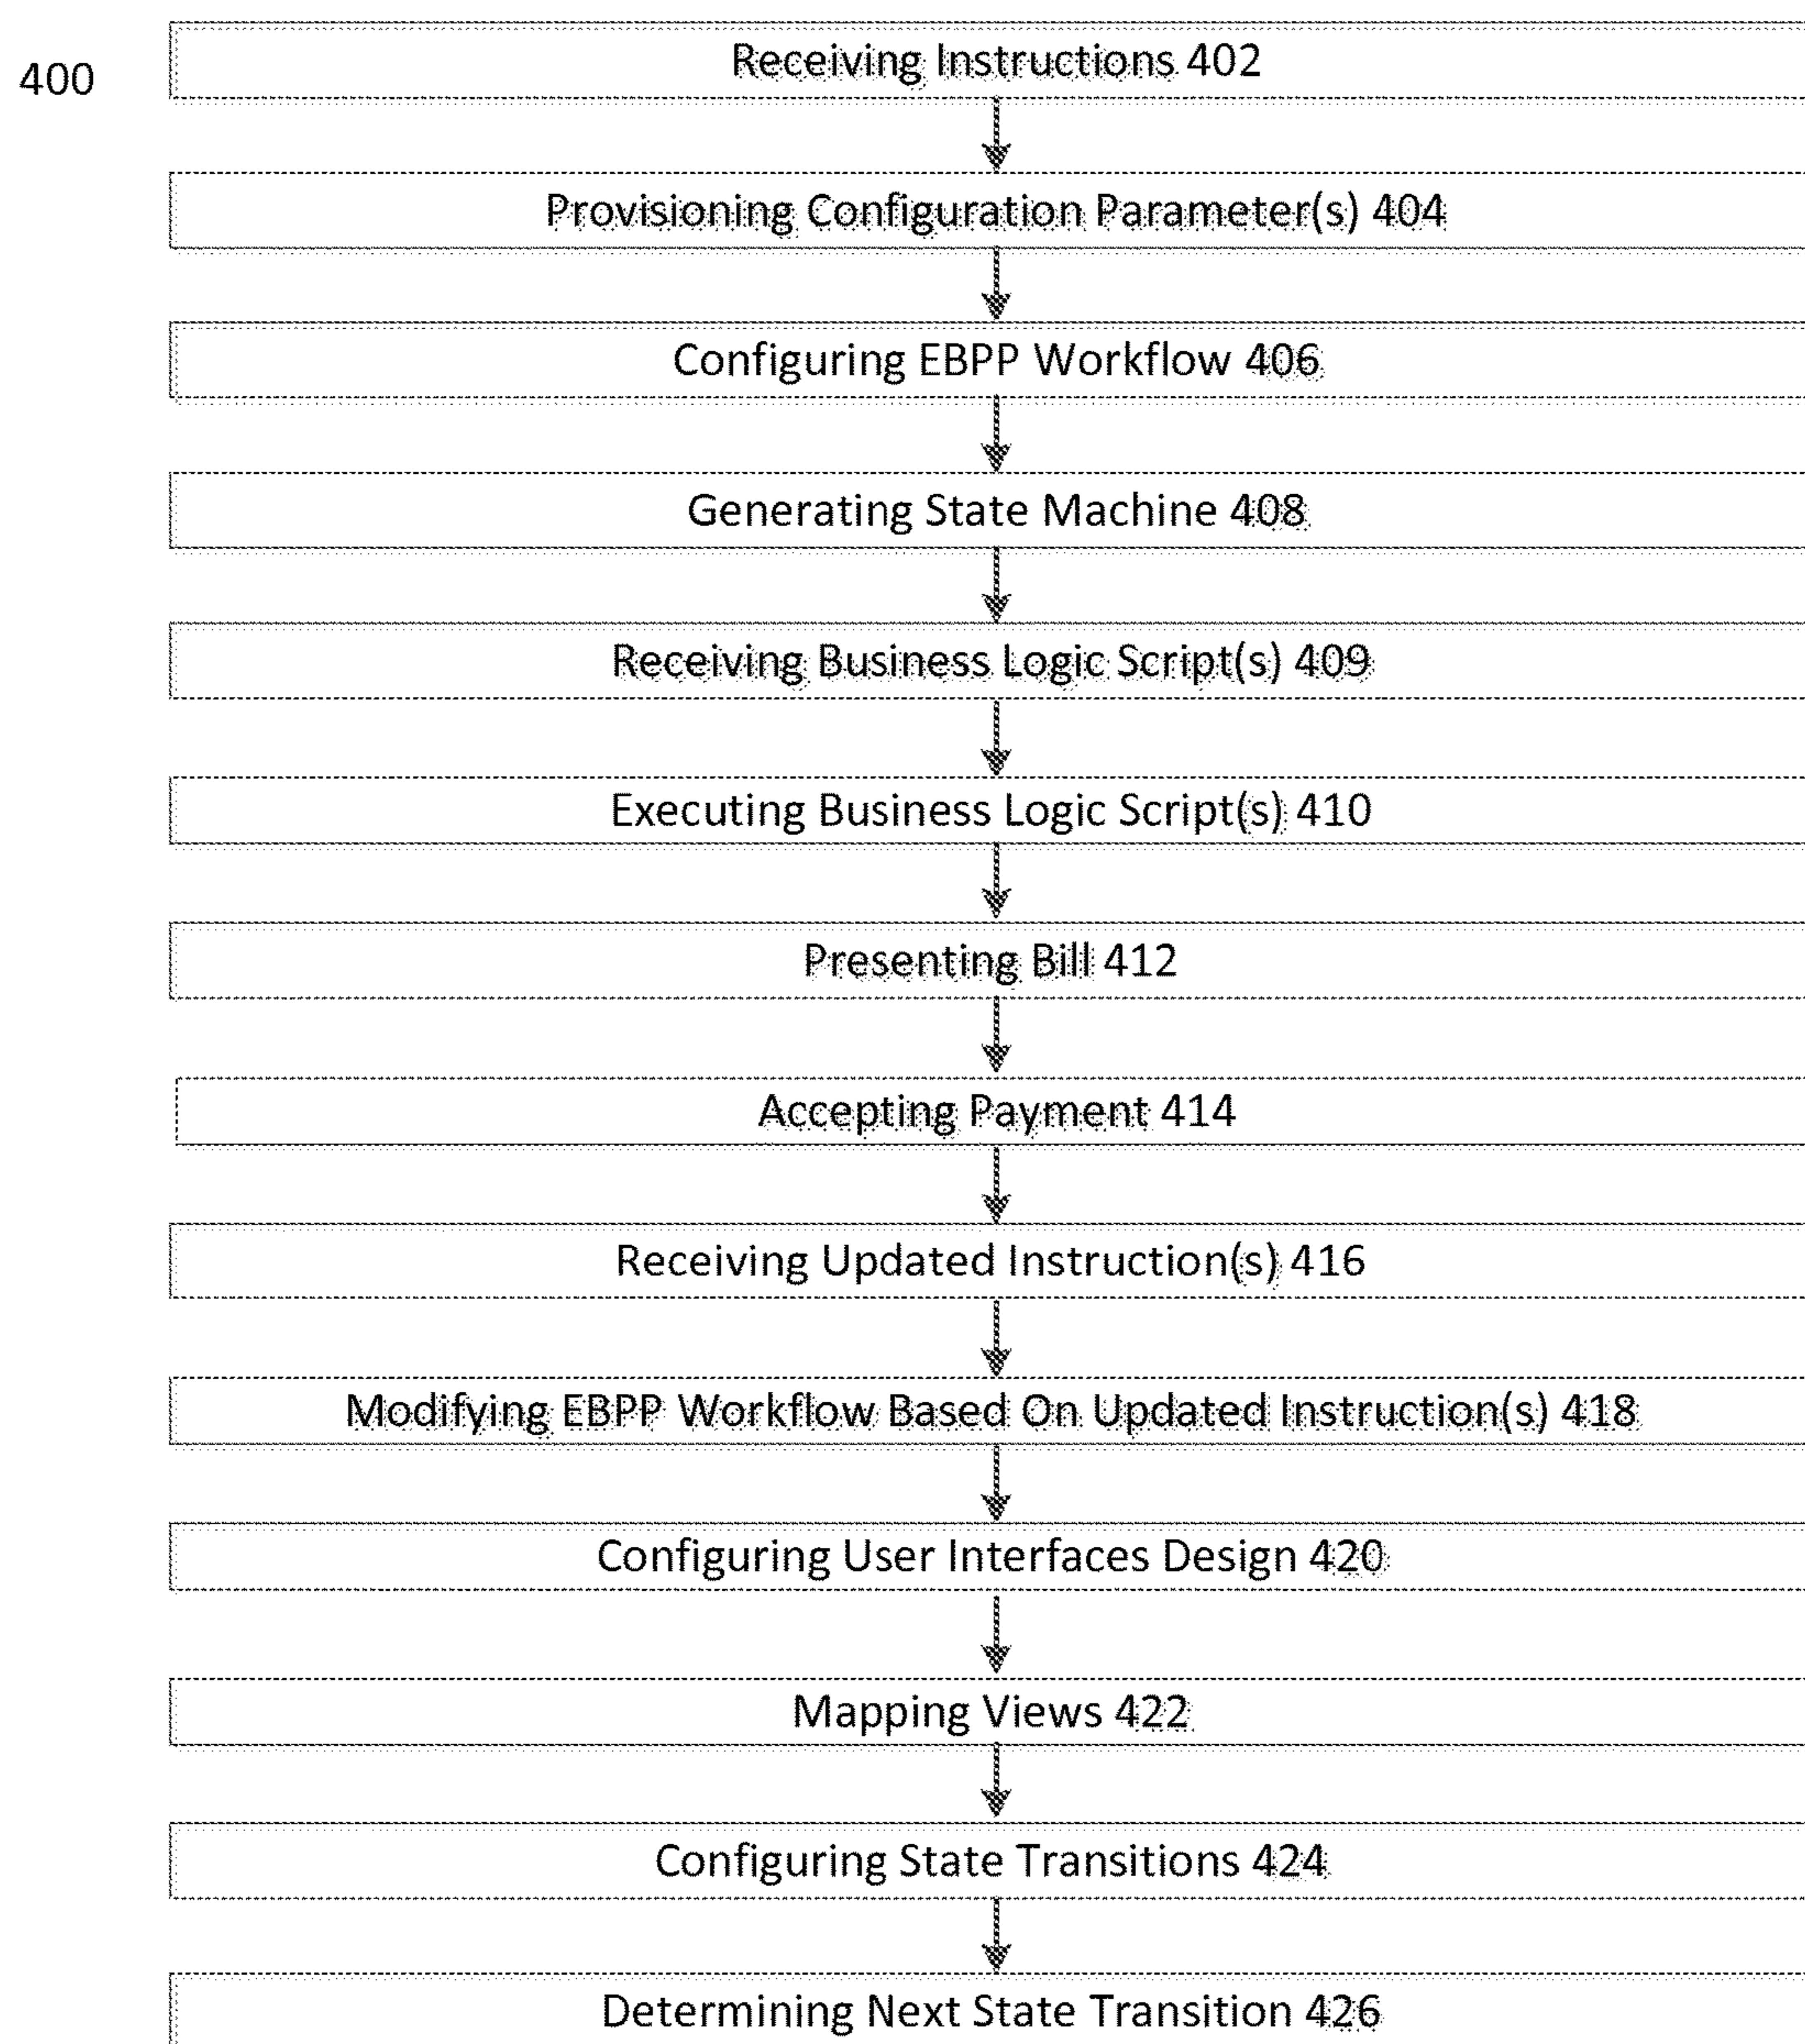 400
Receiving Instructions 402
Provisioning Configuration Parameter(s) 404
Configuring EBPP Workflow 406
Generating State Machine 408
Receiving Business Logic Script(s) 409
Executing Business Logic Script(s) 410
Presenting Bill 412
Accepting Payment 414
Receiving Updated Instruction(s) 416
Modifying EBPP Workflow Based On Updated Instruction(s) 418
Configuring User Interfaces Design 420
Mapping Views 422
Configuring State Transitions 424
Determining Next State Transition 426